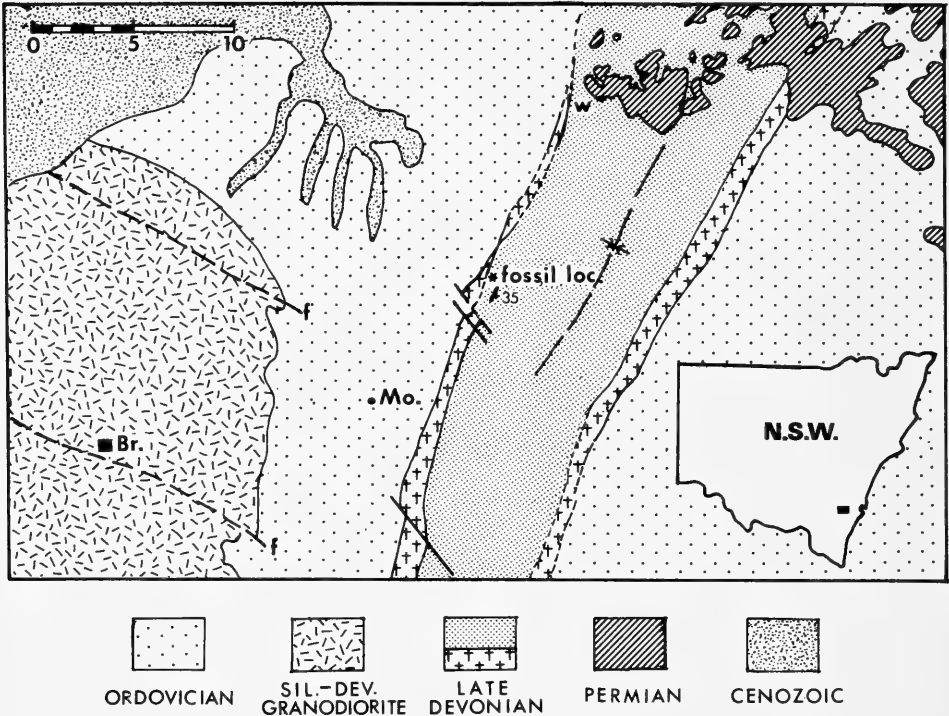 0 5 10
w
fossil loc.
35
f
Mo.
N.S.W.
Br.
f
ORDOVICIAN
SIL.-DEV.
GRANODIORITE
LATE
DEVONIAN
PERMIAN
CENOZOIC